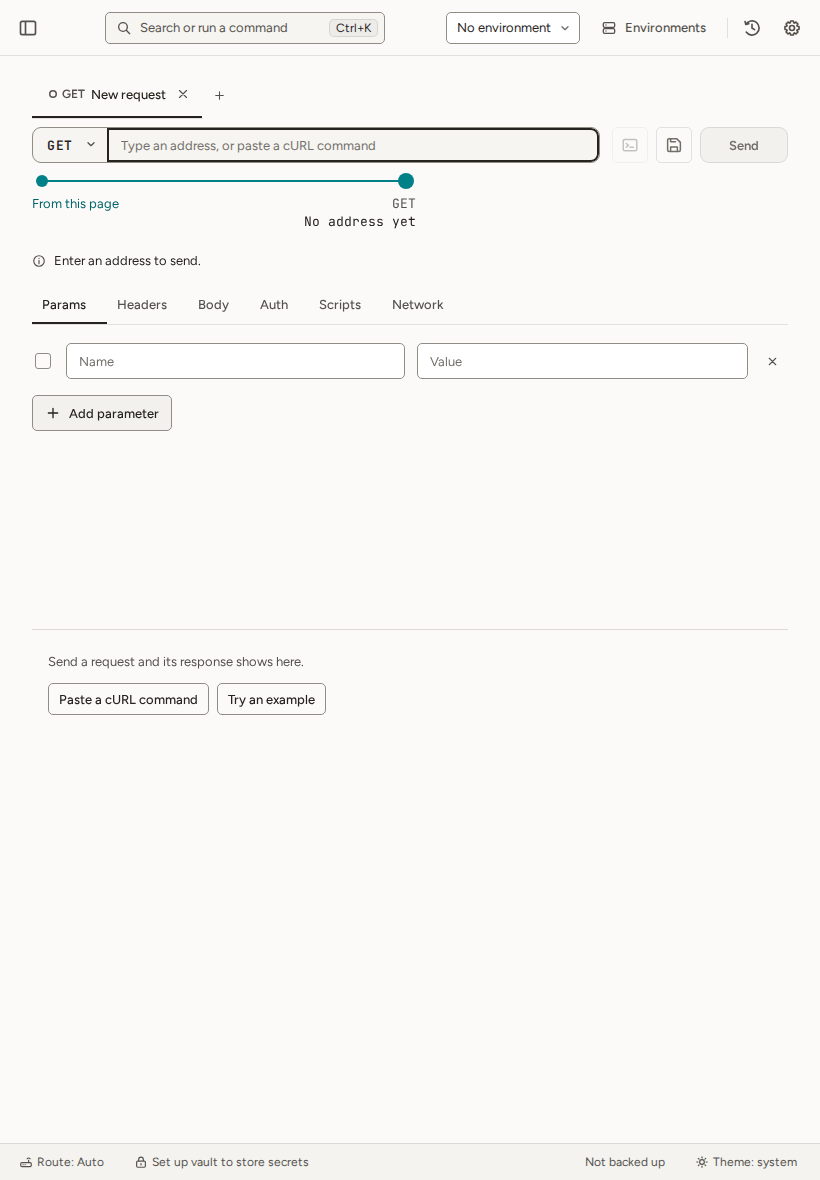 Search or run a command Ctrl+K No environment Environments
GET New request
GET Type an address, or paste a cURL command Send
From this page GET
No address yet
Enter an address to send.
Params Headers Body Auth Scripts Network
Name Value
Add parameter
Send a request and its response shows here.
Paste a cURL command Try an example
Route: Auto Set up vault to store secrets Not backed up Theme: system